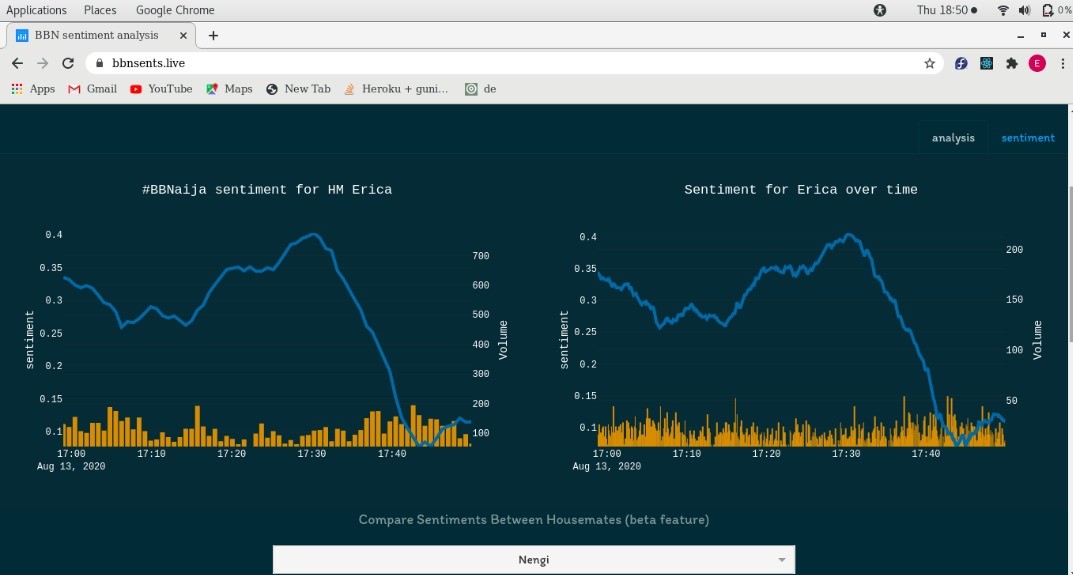 Applications Places Google Chrome Thu 18:50 0%
BBN sentiment analysis
bbnsents.live E
Apps Gmail YouTube Maps New Tab Heroku + guni... de
analysis sentiment
#BBNaija sentiment for HM Erica
0.4
0.35
0.3
0.25
0.2
0.15
0.1
sentiment
700
600
500
400
300
200
100
Volume
17:00 17:10 17:20 17:30 17:40
Aug 13, 2020
Sentiment for Erica over time
0.4
0.35
0.3
0.25
0.2
0.15
0.1
sentiment
200
150
100
50
Volume
17:00 17:10 17:20 17:30 17:40
Aug 13, 2020
Compare Sentiments Between Housemates (beta feature)
Nengi